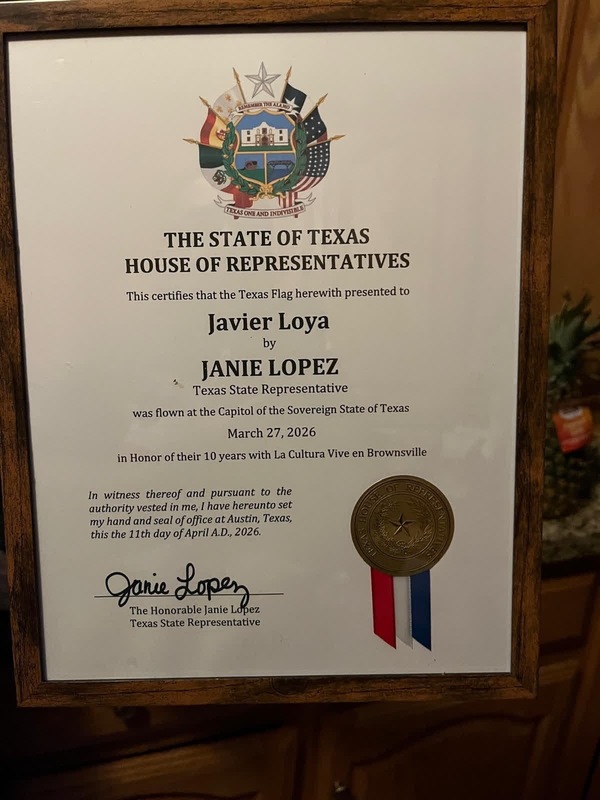 REMEMBER THE ALAMO
TEXAS ONE AND INDIVISIBLE
THE STATE OF TEXAS
HOUSE OF REPRESENTATIVES
This certifies that the Texas Flag herewith presented to
Javier Loya
by
JANIE LOPEZ
Texas State Representative
was flown at the Capitol of the Sovereign State of Texas
March 27, 2026
in Honor of their 10 years with La Cultura Vive en Brownsville
In witness thereof and pursuant to the
authority vested in me, I have hereunto set
my hand and seal of office at Austin, Texas,
this the 11th day of April A.D., 2026.
Janie Lopez
The Honorable Janie Lopez
Texas State Representative
HOUSE OF REPRESENTATIVES